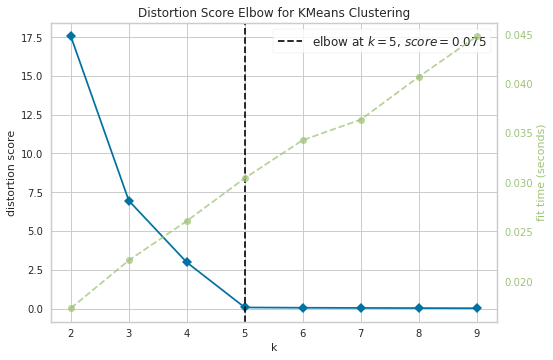 Distortion Score Elbow for KMeans Clustering
elbow at k = 5, score = 0.075
distortion score
17.5
15.0
12.5
10.0
7.5
5.0
2.5
0.0
0.045
0.040
0.035
0.030
0.025
0.020
fit time (seconds)
2 3 4 5 6 7 8 9
k